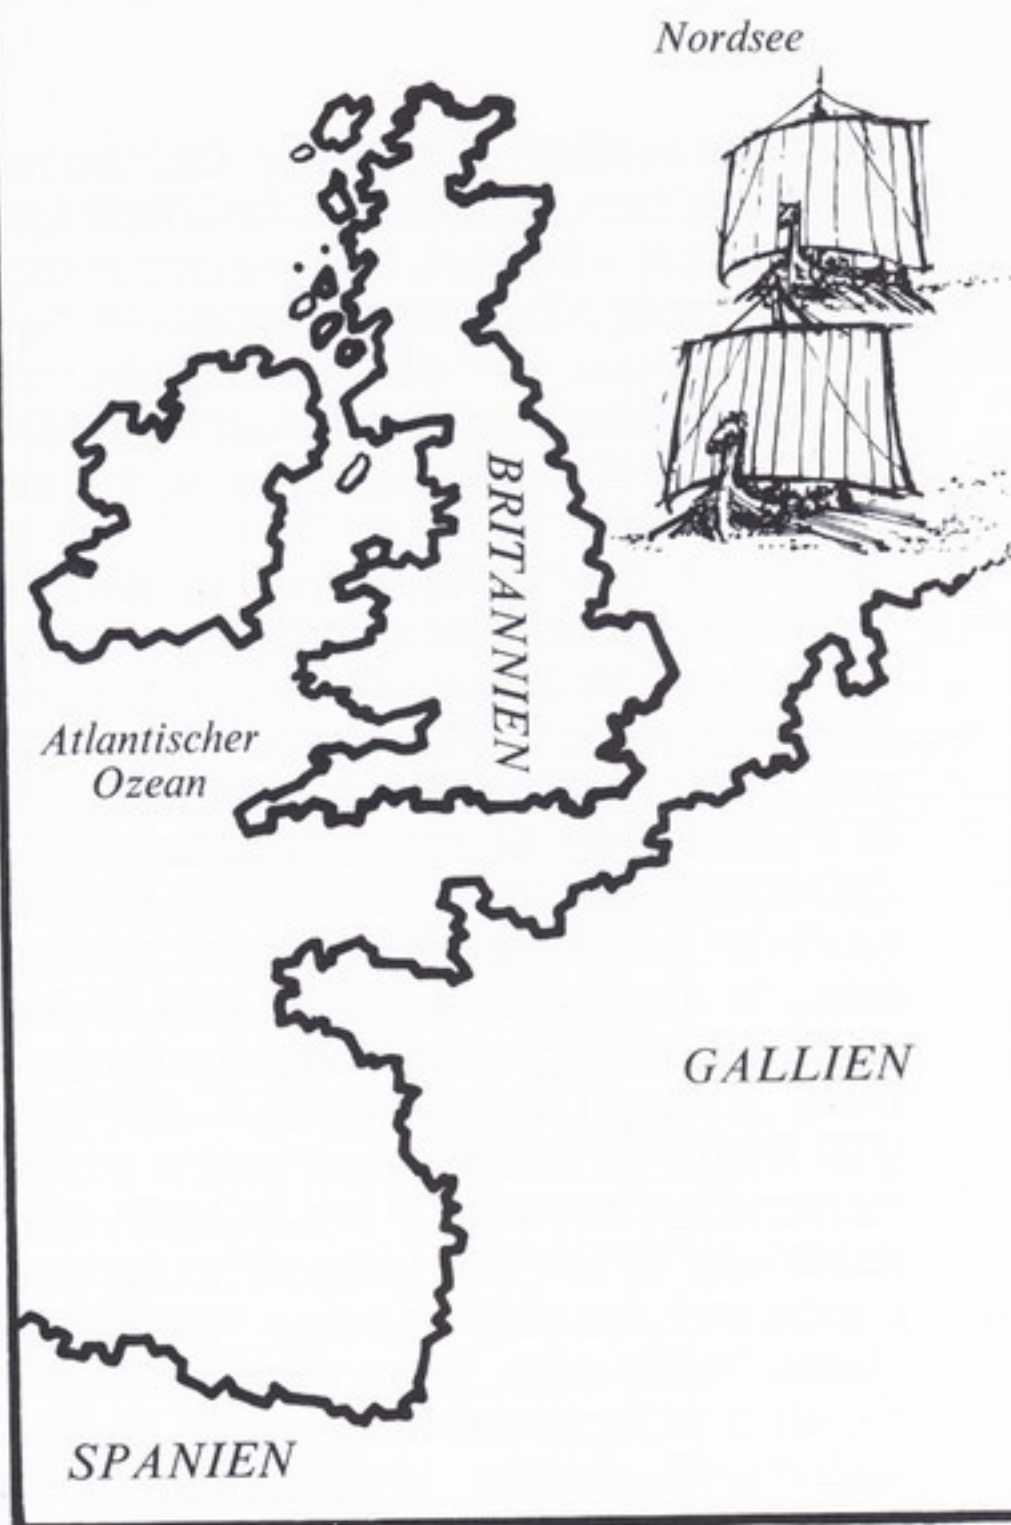 Nordsee
BRITANNIEN
Atlantischer
Ozean
GALLIEN
SPANIEN